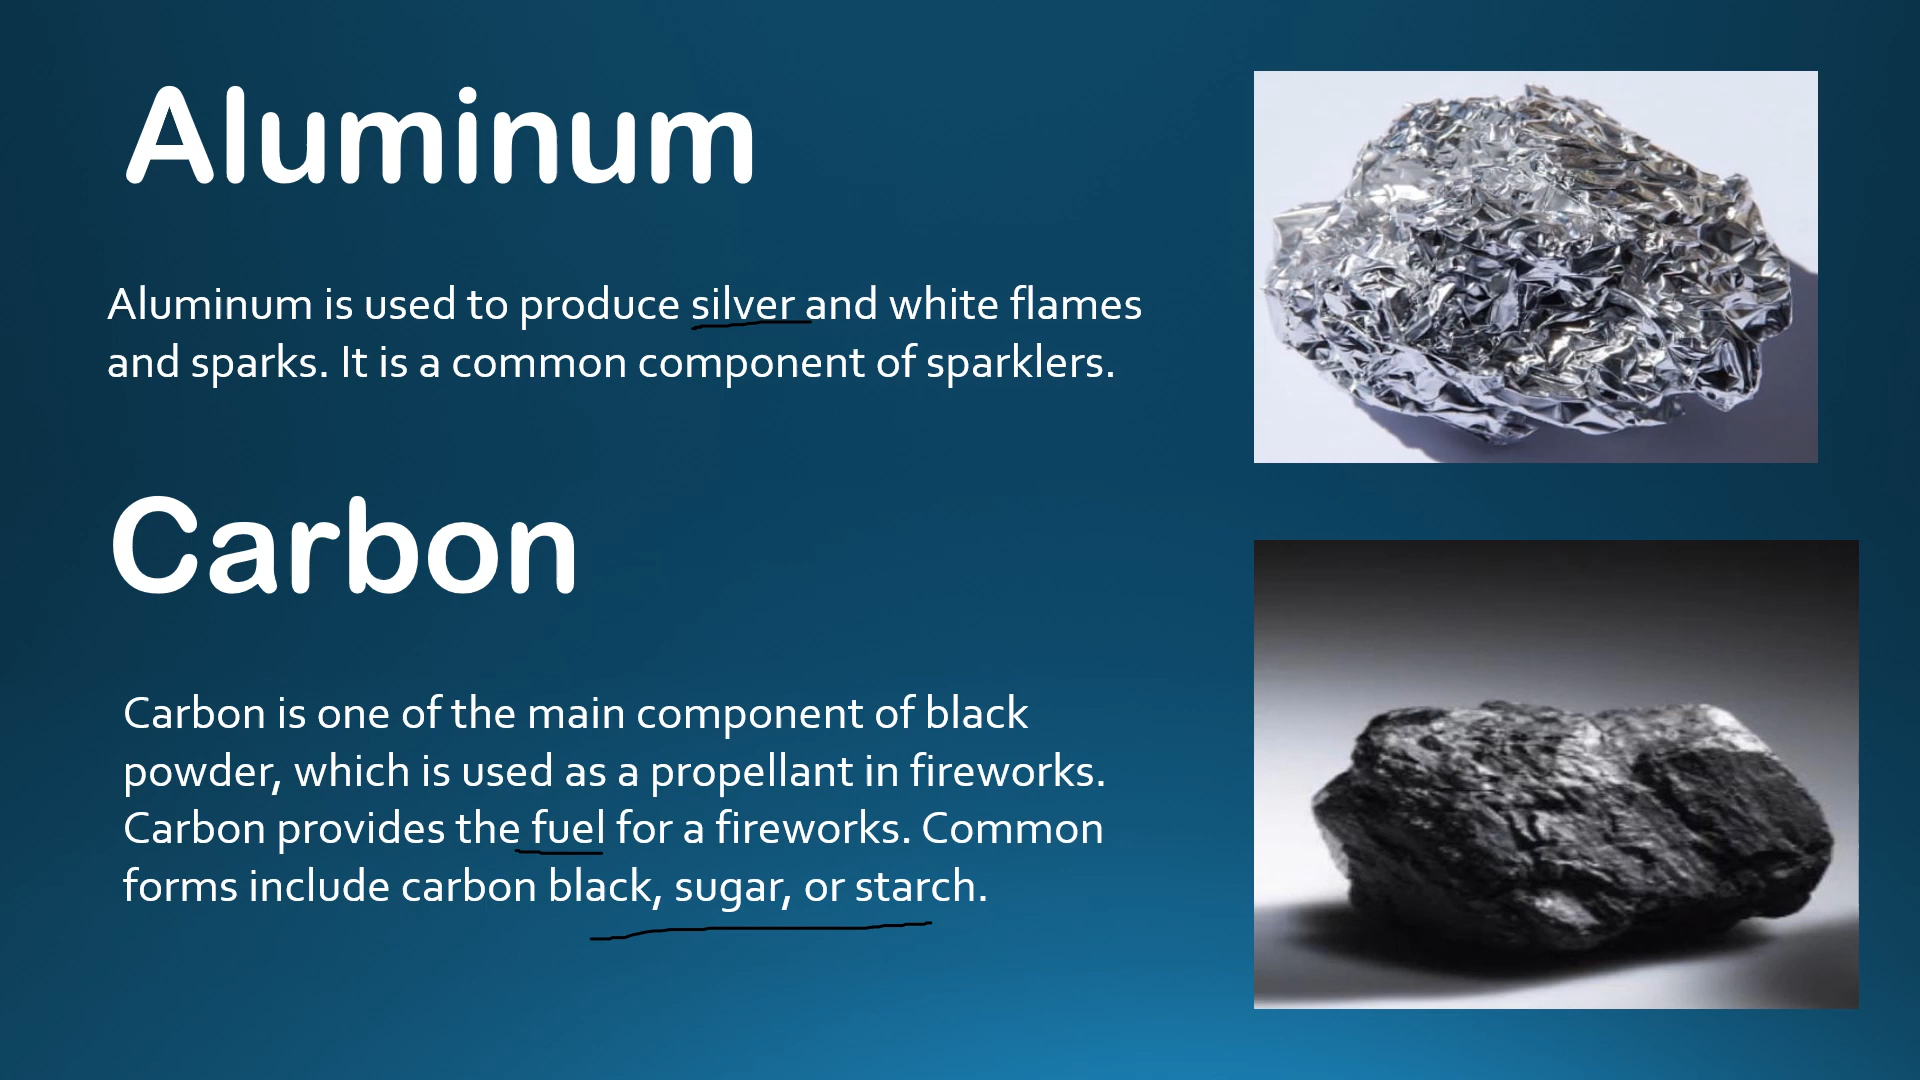 Aluminum
Aluminum is used to produce silver and white flames
and sparks. It is a common component of sparklers.
Carbon
Carbon is one of the main component of black
powder, which is used as a propellant in fireworks.
Carbon provides the fuel for a fireworks. Common
forms include carbon black, sugar, or starch.